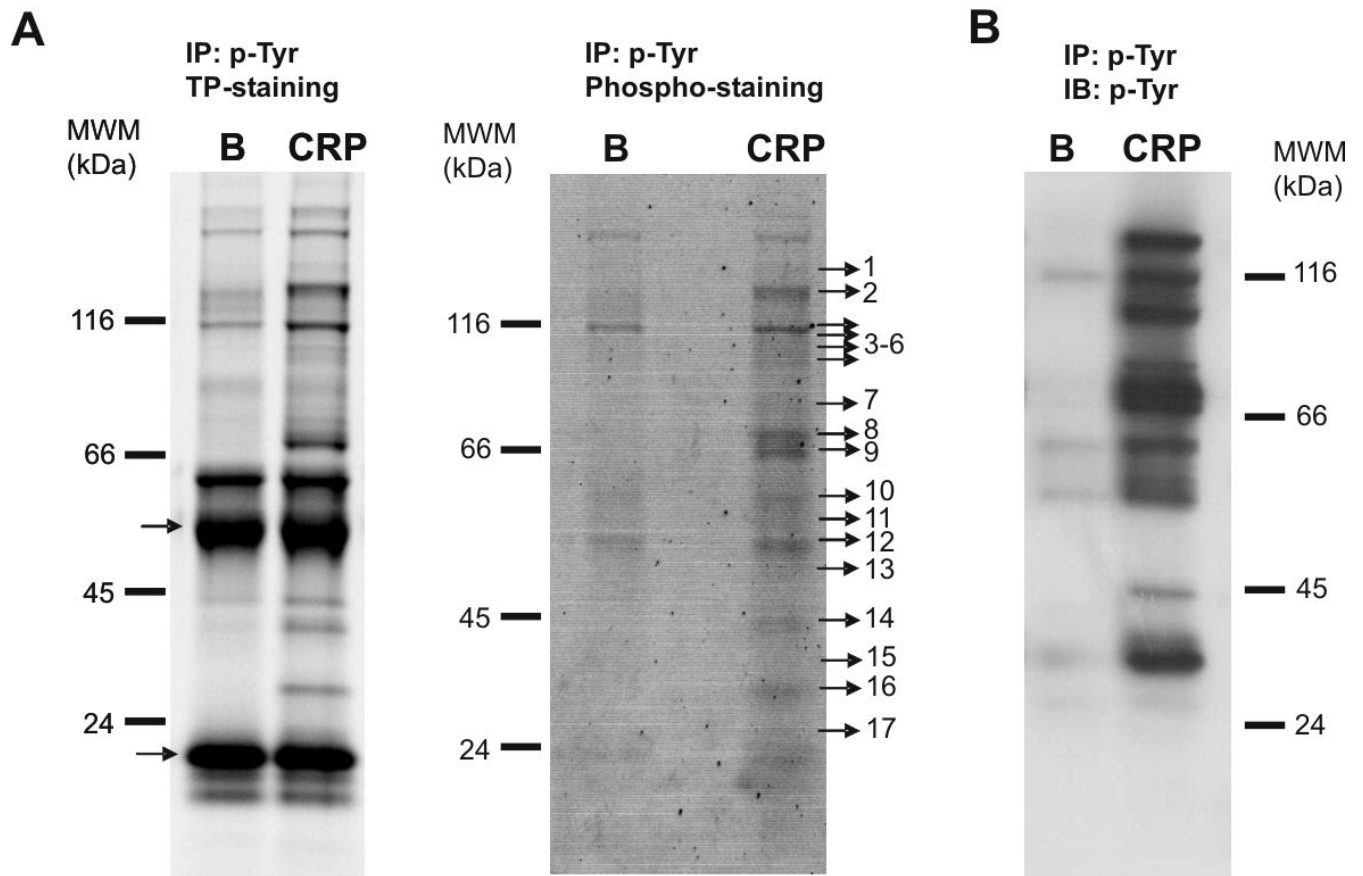 A
IP: p-Tyr
TP-staining
MWM
(kDa)
B
CRP
116
66
45
24
IP: p-Tyr
Phospho-staining
MWM
(kDa)
B
CRP
116
66
45
24
1
2
3-6
7
8
9
10
11
12
13
14
15
16
17
B
IP: p-Tyr
IB: p-Tyr
B
CRP
MWM
(kDa)
116
66
45
24